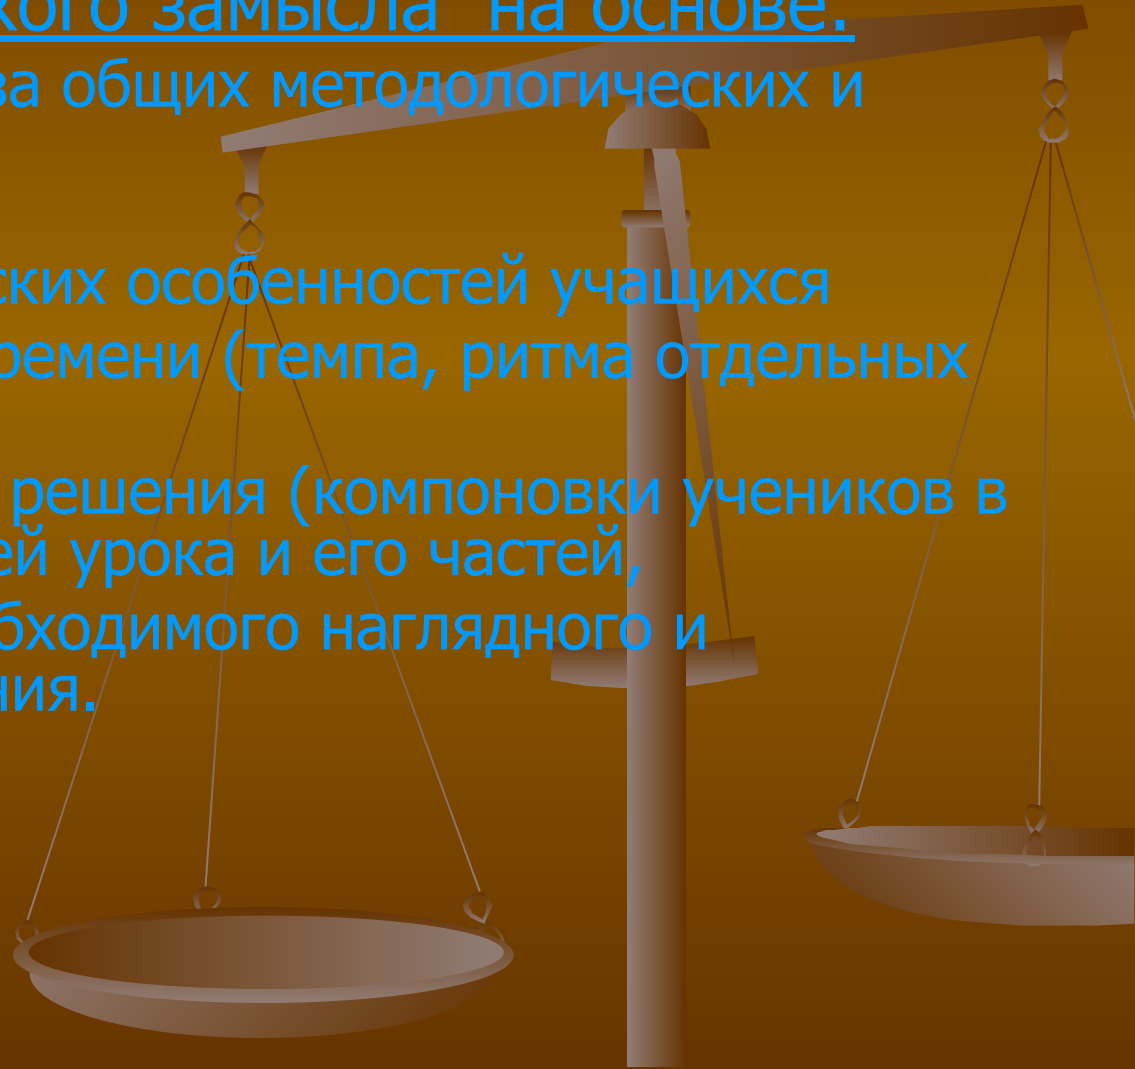 кого замысла на основе:
ва общих методологических и
ских особенностей учащихся
ремени (темпа, ритма отдельных
решения (компоновки учеников в
ей урока и его частей,
бходимого наглядного и
ния.